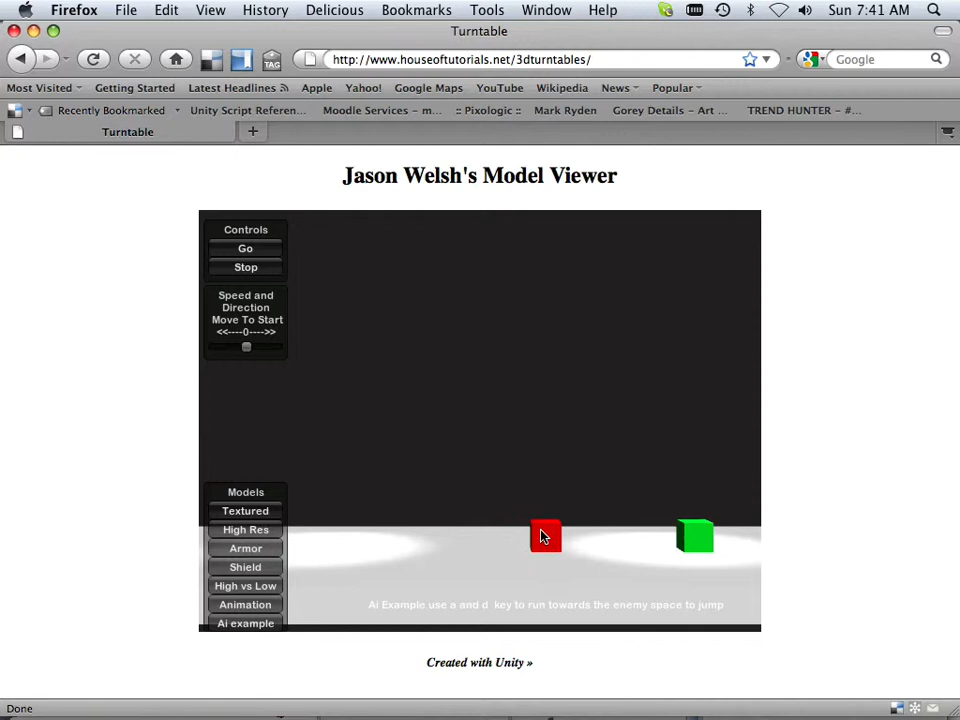 Firefox File Edit View History Delicious Bookmarks Tools Window Help Sun 7:41 AM
Turntable
http://www.houseoftutorials.net/3dturntables/ Google
TAG
Most Visited Getting Started Latest Headlines Apple Yahoo! Google Maps YouTube Wikipedia News Popular
Recently Bookmarked Unity Script Referen... Moodle Services – m... :: Pixologic :: Mark Ryden Gorey Details – Art ... TREND HUNTER – #...
Turntable
Jason Welsh's Model Viewer
Controls
Go
Stop
Speed and
Direction
Move To Start
<<----0---->>
Models
Textured
High Res
Armor
Shield
High vs Low
Animation
Ai example
Ai Example use a and d key to run towards the enemy space to jump
Created with Unity »
Done